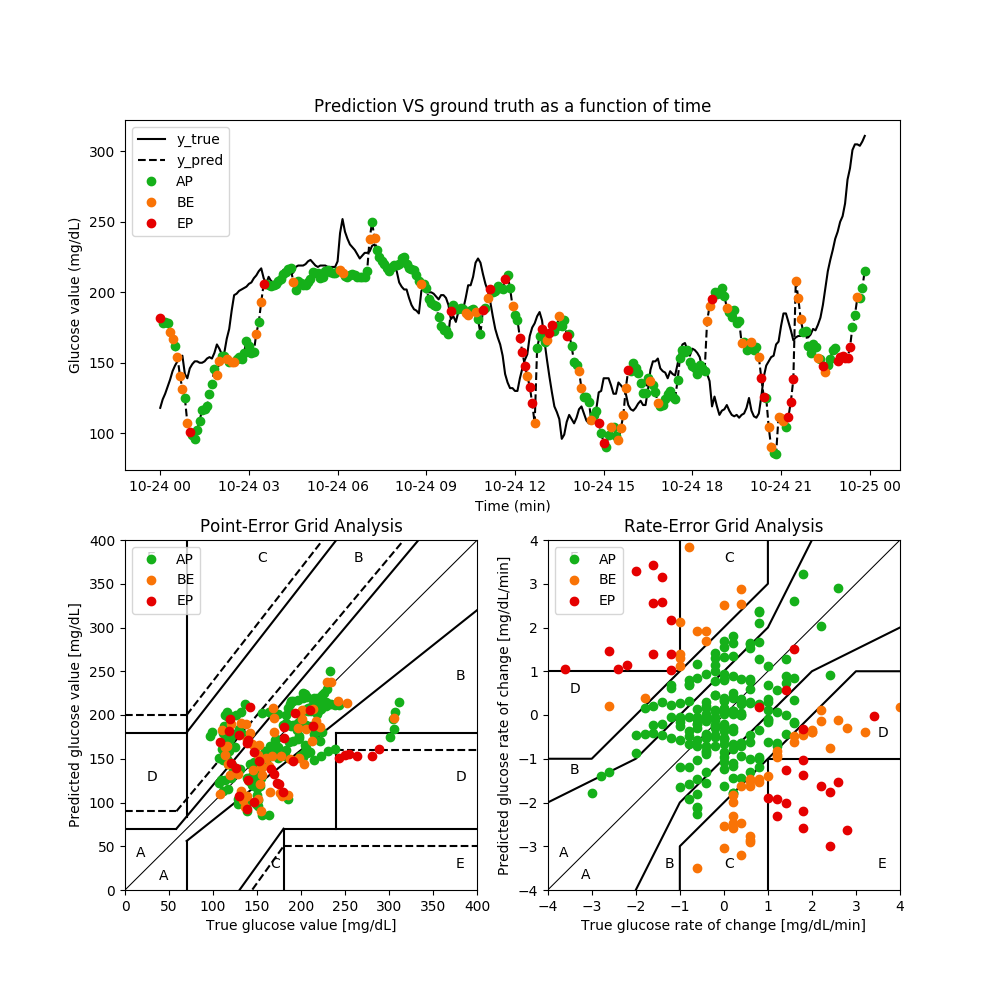 Prediction VS ground truth as a function of time
Glucose value (mg/dL)
300
250
200
150
100
y_true
y_pred
AP
BE
EP
10-24 00
10-24 03
10-24 06
10-24 09
10-24 12
10-24 15
10-24 18
10-24 21
10-25 00
Time (min)
Point-Error Grid Analysis
Predicted glucose value [mg/dL]
400
350
300
250
200
150
100
50
0
AP
BE
EP
C
B
B
D
D
A
A
C
E
0
50
100
150
200
250
300
350
400
True glucose value [mg/dL]
Rate-Error Grid Analysis
Predicted glucose rate of change [mg/dL/min]
4
3
2
1
0
−1
−2
−3
−4
AP
BE
EP
C
D
D
B
A
A
B
C
E
−4
−3
−2
−1
0
1
2
3
4
True glucose rate of change [mg/dL/min]